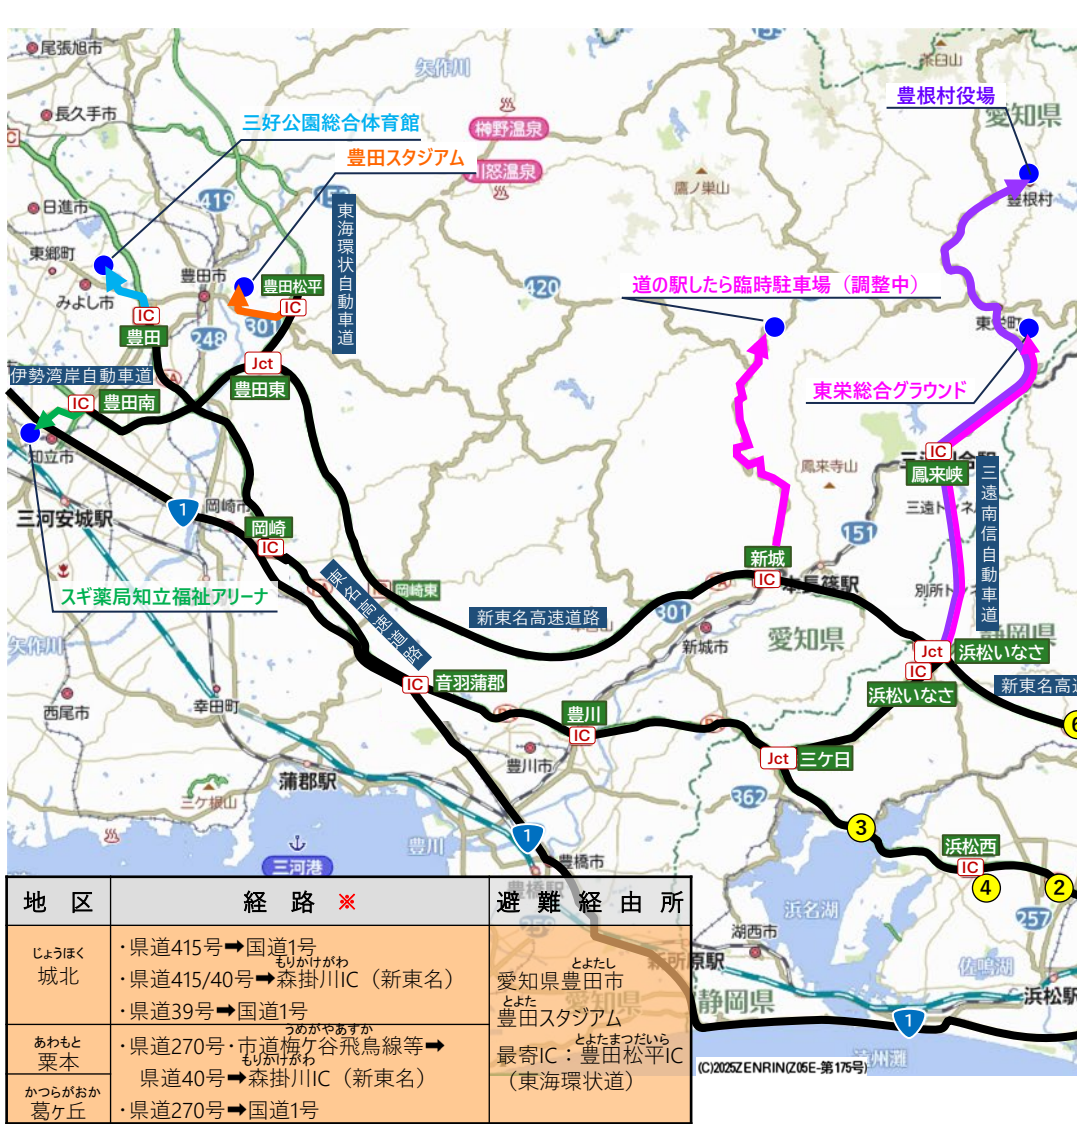 尾張旭市
矢作川
茶臼山
豊根村役場
愛知県
長久手市
三好公園総合体育館
榊野温泉
豊田スタジアム
川怒温泉
鷹ノ巣山
419
153
日進市
豊根村
東海環状自動車道
東郷町
豊田市
豊田松平
IC
道の駅したら臨時駐車場（調整中）
420
みよし市
IC
豊田
301
248
東栄町
Jct
豊田東
伊勢湾岸自動車道
東栄総合グラウンド
IC
豊田南
知立市
IC
鳳来峡
鳳来寺山
三遠南信自動車道
岡崎市
1
三河安城駅
岡崎
IC
151
新城
IC
本長篠駅
スギ薬局知立福祉アリーナ
岡崎東
東名高速道路
新東名高速道路
301
新城市
愛知県
静岡県
矢作川
Jct
浜松いなさ
IC
浜松いなさ
新東名高速
IC
音羽蒲郡
西尾市
幸田町
豊川
IC
豊川市
Jct
三ケ日
6
蒲郡駅
三ケ根山
362
3
1
豊川
三河港
豊橋市
浜松西
IC
4
2
豊橋駅
浜名湖
257
湖西市
佐鳴湖
新所原駅
浜松駅
愛知県
静岡県
1
遠州灘
(C)2025ZENRIN(Z05E-第175号)
地区
経路※
避難経由所
じょうほく
城北
・県道415号➡国道1号
もりかけがわ
・県道415/40号➡森掛川IC（新東名）
・県道39号➡国道1号
あわもと
粟本
かつらがおか
葛ヶ丘
うめがやあすか
・県道270号・市道梅ケ谷飛鳥線等➡
もりかけがわ
県道40号➡森掛川IC（新東名）
・県道270号➡国道1号
とよたし
愛知県豊田市
とよた
豊田スタジアム
とよたまつだいら
最寄IC：豊田松平IC
（東海環状道）